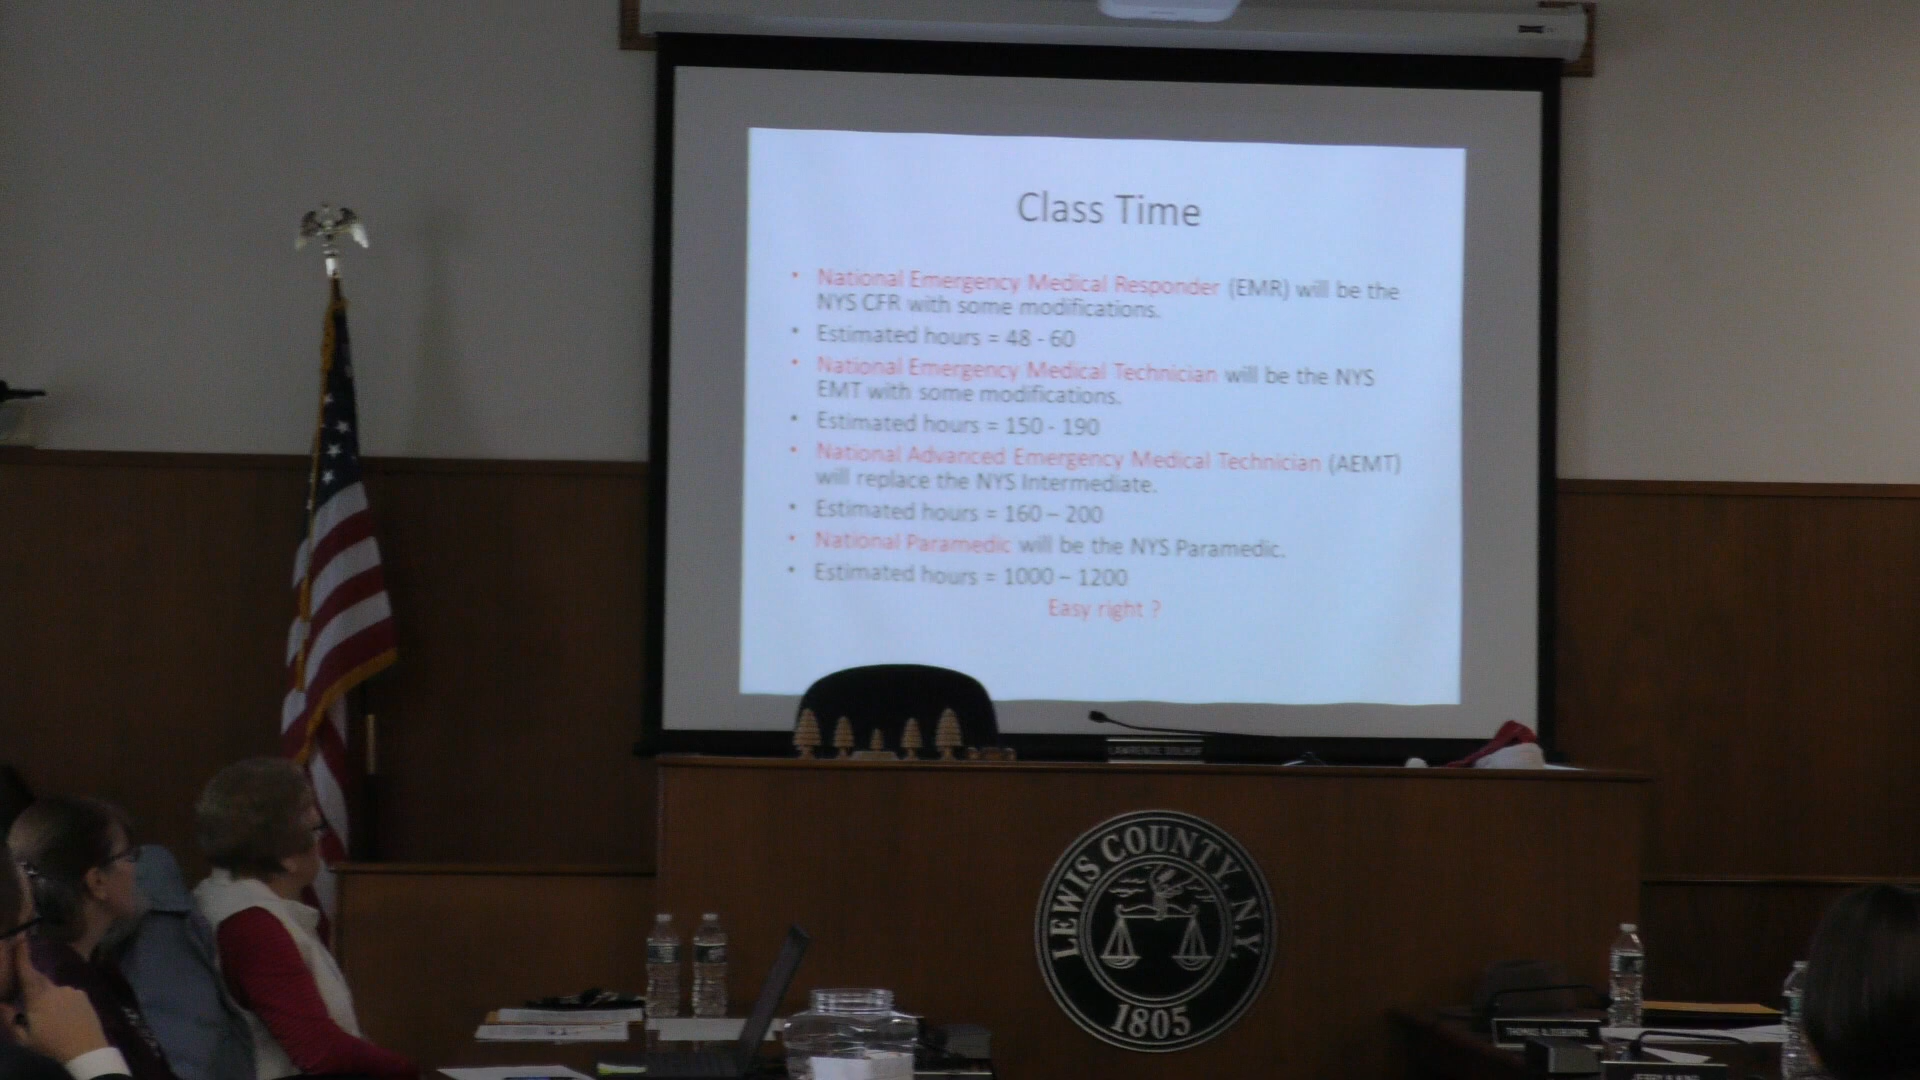 Class Time
• National Emergency Medical Responder (EMR) will be the
NYS CFR with some modifications.
• Estimated hours = 48 - 60
• National Emergency Medical Technician will be the NYS
EMT with some modifications.
• Estimated hours = 150 - 190
• National Advanced Emergency Medical Technician (AEMT)
will replace the NYS Intermediate.
• Estimated hours = 160 – 200
• National Paramedic will be the NYS Paramedic.
• Estimated hours = 1000 – 1200
Easy right ?
LAWRENCE
LEWIS COUNTY, N.Y.
1805
THOMAS A. OSBORNE